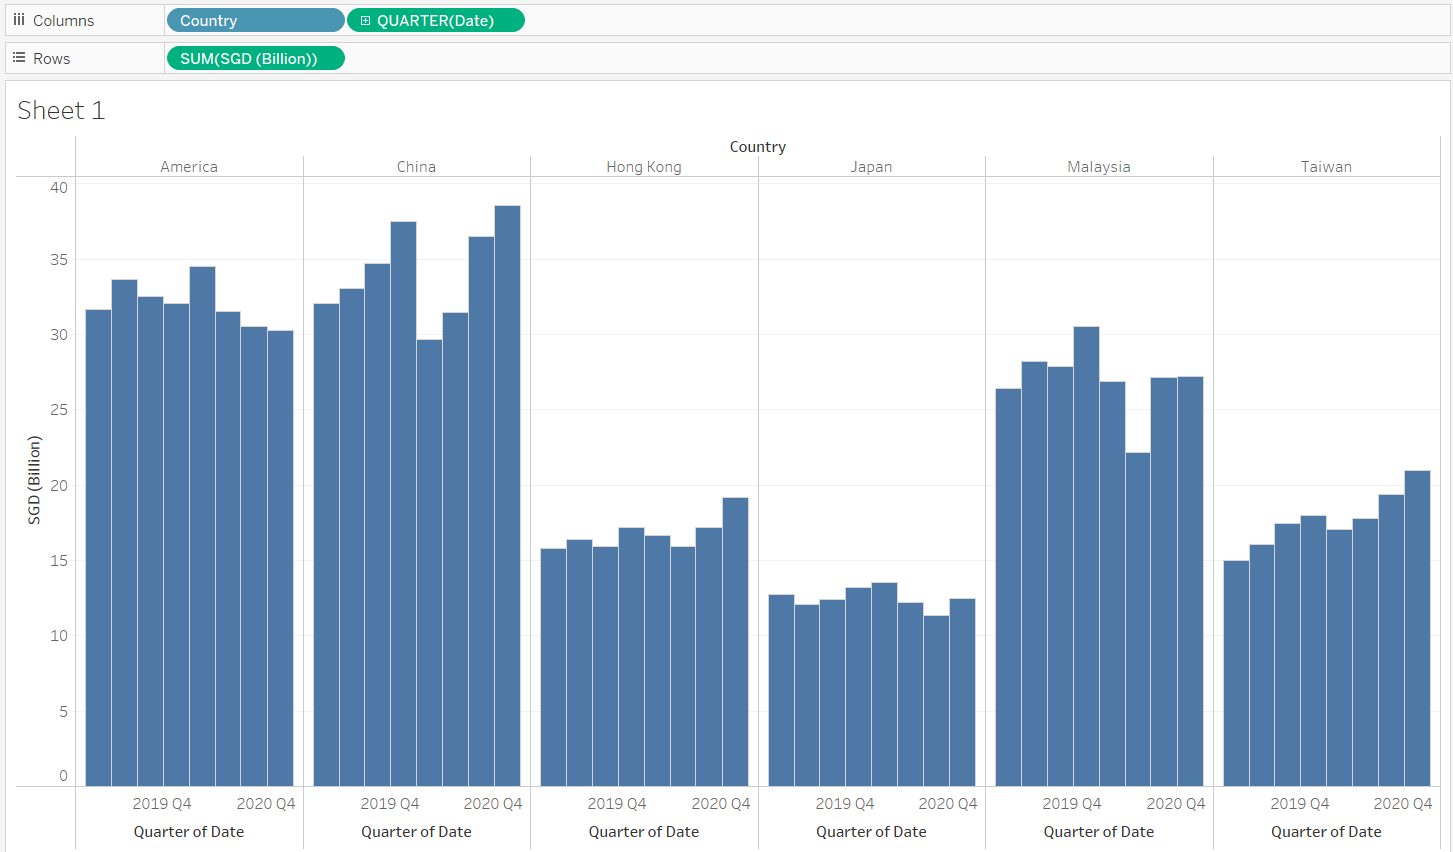 Columns Country QUARTER(Date)
Rows SUM(SGD (Billion))
Sheet 1
Country
America China Hong Kong Japan Malaysia Taiwan
40
35
30
25
20
15
10
5
0
SGD (Billion)
2019 Q4 2020 Q4 2019 Q4 2020 Q4 2019 Q4 2020 Q4 2019 Q4 2020 Q4 2019 Q4 2020 Q4 2019 Q4 2020 Q4
Quarter of Date Quarter of Date Quarter of Date Quarter of Date Quarter of Date Quarter of Date